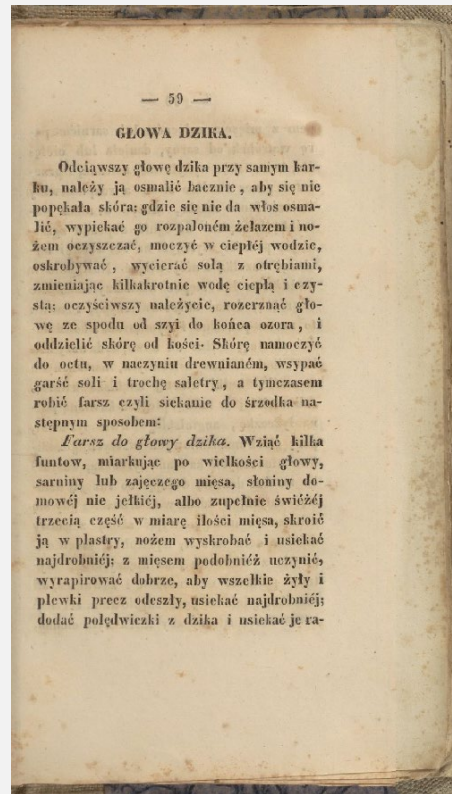 — 59 —
GŁOWA DZIKA.
Odciąwszy głowę dzika przy samym kar-
ku, należy ją osmalić bacznie, aby się nie
popękała skóra; gdzie się nie da włos osma-
lić, wypiekać go rozpaloném żelazem i no-
żem oczyszczać, moczyć w ciepłéj wodzie,
oskrobywać, wycierać solą z otrębiami,
zmieniając kilkakrotnie wodę ciepłą i czy-
stą; oczyściwszy należycie, rozerznąć gło-
wę ze spodu od szyi do końca ozora, i
oddzielić skórę od kości. Skórę namoczyć
do octu, w naczyniu drewnianém, wsypać
garść soli i trochę saletry, a tymczasem
robić farsz czyli siekanie do śrzodka na-
stępnym sposobem:
Farsz do głowy dzika. Wziąć kilka
funtow, miarkując po wielkości głowy,
sarniny lub zajęczego mięsa, słoniny do-
mowéj nie jełkiéj, albo zupełnie świéżéj
trzecią część w miarę ilości mięsa, skroić
ją w plastry, nożem wyskrobać i usiekać
najdrobniéj; z mięsem podobniéż uczynić,
wyrapirować dobrze, aby wszelkie żyły i
plewki precz odeszły, usiekać najdrobniéj;
dodać polędwiczki z dzika i usiekać je ra-